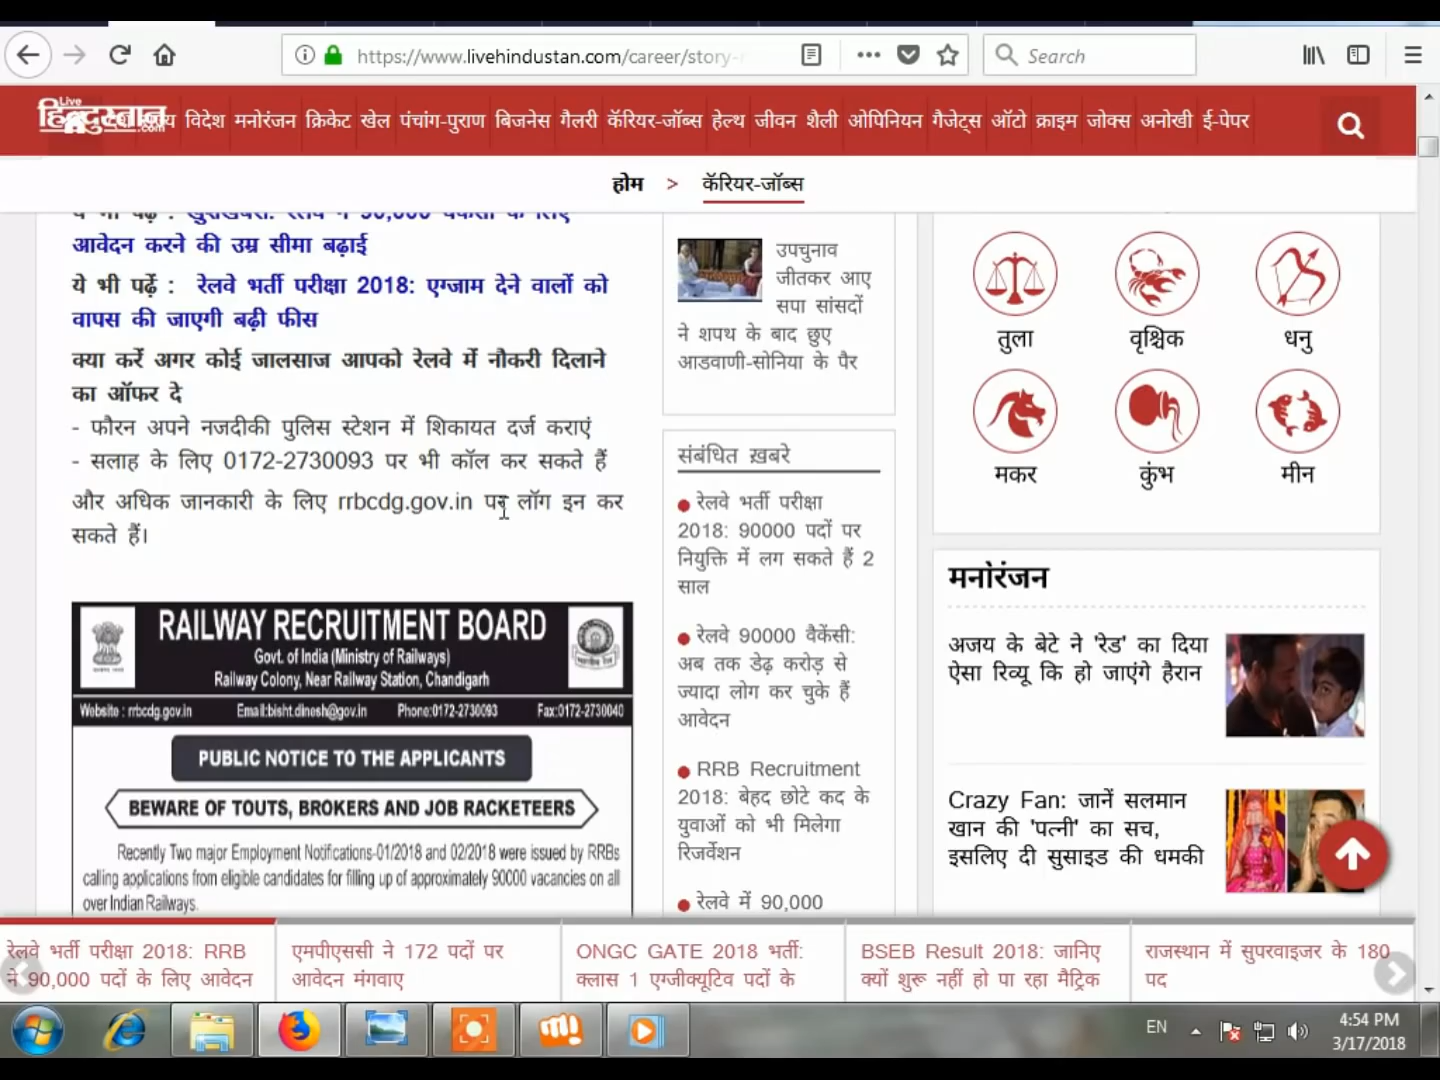 https://www.livehindustan.com/career/story-
Search
Live
हिन्दुस्तान
.com
विदेश मनोरंजन क्रिकेट खेल पंचांग-पुराण बिजनेस गैलरी कॅरियर-जॉब्स हेल्थ जीवन शैली ओपिनियन गैजेट्स ऑटो क्राइम जोक्स अनोखी ई-पेपर
होम > कॅरियर-जॉब्स
आवेदन करने की उम्र सीमा बढ़ाई
ये भी पढ़ें : रेलवे भर्ती परीक्षा 2018: एग्जाम देने वालों को
वापस की जाएगी बढ़ी फीस
क्या करें अगर कोई जालसाज आपको रेलवे में नौकरी दिलाने
का ऑफर दे
- फौरन अपने नजदीकी पुलिस स्टेशन में शिकायत दर्ज कराएं
- सलाह के लिए 0172-2730093 पर भी कॉल कर सकते हैं
और अधिक जानकारी के लिए rrbcdg.gov.in पर लॉग इन कर
सकते हैं।
RAILWAY RECRUITMENT BOARD
Govt. of India (Ministry of Railways)
Railway Colony, Near Railway Station, Chandigarh
Website : rrbcdg.gov.in Email:bisht.dinesh@gov.in Phone:0172-2730093 Fax:0172-2730040
PUBLIC NOTICE TO THE APPLICANTS
BEWARE OF TOUTS, BROKERS AND JOB RACKETEERS
Recently Two major Employment Notifications-01/2018 and 02/2018 were issued by RRBs
calling applications from eligible candidates for filling up of approximately 90000 vacancies on all
over Indian Railways.
उपचुनाव
जीतकर आए
सपा सांसदों
ने शपथ के बाद छुए
आडवाणी-सोनिया के पैर
संबंधित ख़बरे
रेलवे भर्ती परीक्षा
2018: 90000 पदों पर
नियुक्ति में लग सकते हैं 2
साल
रेलवे 90000 वैकेंसी:
अब तक डेढ़ करोड़ से
ज्यादा लोग कर चुके हैं
आवेदन
RRB Recruitment
2018: बेहद छोटे कद के
युवाओं को भी मिलेगा
रिजर्वेशन
रेलवे में 90,000
तुला वृश्चिक धनु
मकर कुंभ मीन
मनोरंजन
अजय के बेटे ने 'रेड' का दिया
ऐसा रिव्यू कि हो जाएंगे हैरान
Crazy Fan: जानें सलमान
खान की 'पत्नी' का सच,
इसलिए दी सुसाइड की धमकी
रेलवे भर्ती परीक्षा 2018: RRB
ने 90,000 पदों के लिए आवेदन
एमपीएससी ने 172 पदों पर
आवेदन मंगवाए
ONGC GATE 2018 भर्ती:
क्लास 1 एग्जीक्यूटिव पदों के
BSEB Result 2018: जानिए
क्यों शुरू नहीं हो पा रहा मैट्रिक
राजस्थान में सुपरवाइजर के 180
पद
EN
4:54 PM
3/17/2018